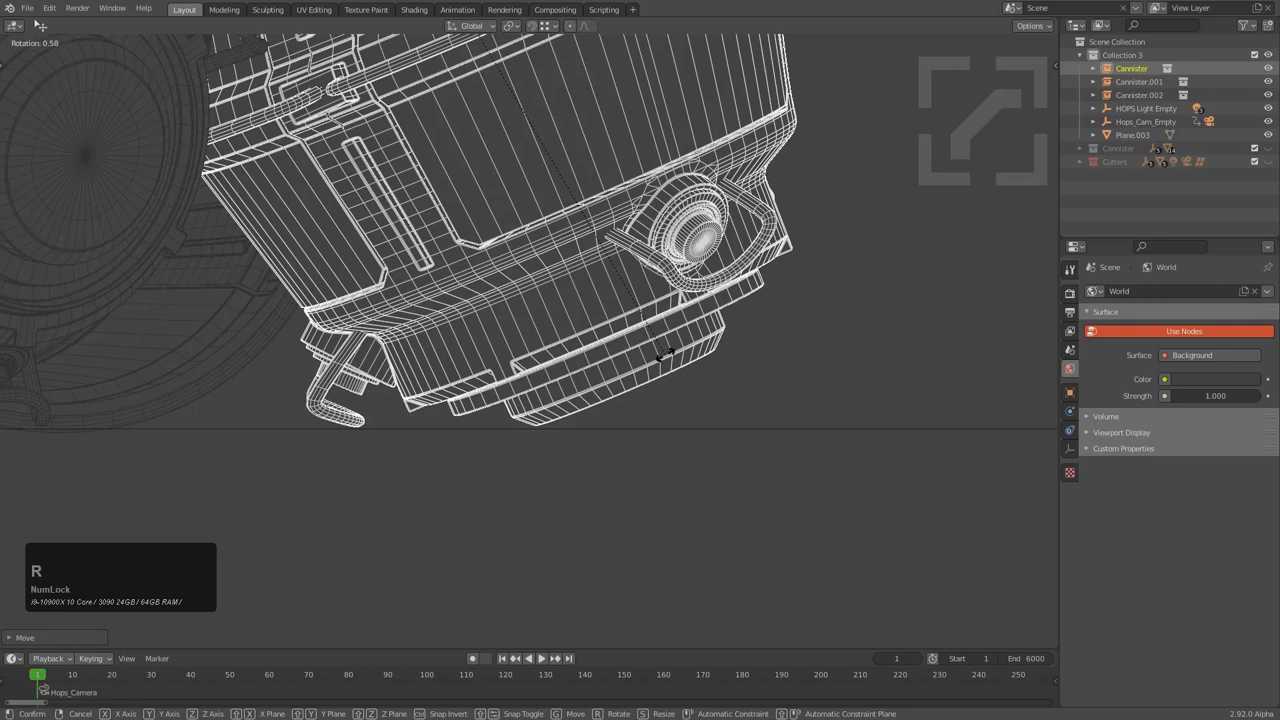 File Edit Render Window Help Layout Modeling Sculpting UV Editing Texture Paint Shading Animation Rendering Compositing Scripting + Scene View Layer
Global Options
Rotation: 0.58
Scene Collection
Collection 3
Cannister
Cannister.001
Cannister.002
HOPS Light Empty
Hops_Cam_Empty
Plane.003
Cannister
Cutters
Scene World
World
Surface
Use Nodes
Surface Background
Color
Strength 1.000
Volume
Viewport Display
Custom Properties
R
NumLock
i9-10900X 10 Core / 3090 24GB / 64GB RAM /
Move
Playback Keying View Marker 1 Start 1 End 6000
1 10 20 30 40 50 60 70 80 90 100 110 120 130 140 150 160 170 180 190 200 210 220 230 240 250
Hops_Camera
Confirm Cancel X X Axis Y Y Axis Z Z Axis X X Plane Y Y Plane Z Z Plane Ctrl Snap Invert Snap Toggle G Move R Rotate S Resize Automatic Constraint Automatic Constraint Plane 2.92.0 Alpha